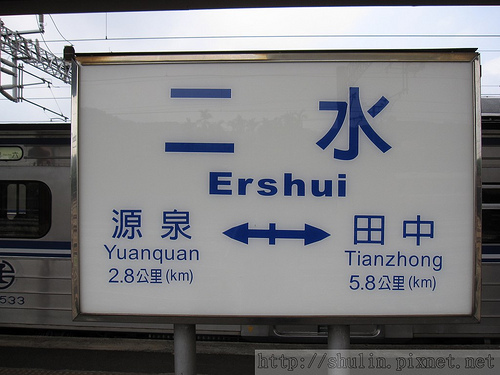 二水
Ershui
源泉 田中
Yuanquan Tianzhong
2.8公里(km) 5.8公里(km)
533
http://shulin.pixnet.net